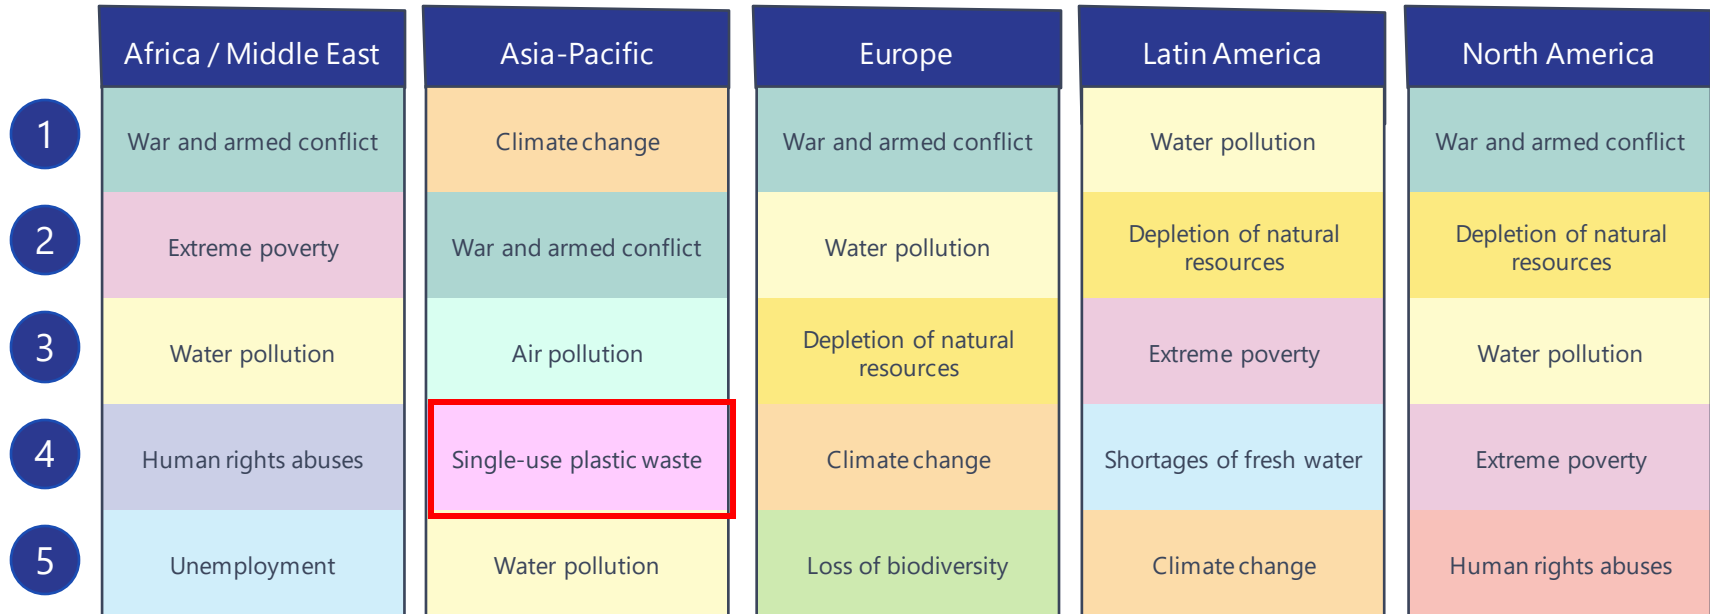 Africa / Middle East
Asia-Pacific
Europe
Latin America
North America
1
War and armed conflict
Climate change
War and armed conflict
Water pollution
War and armed conflict
2
Extreme poverty
War and armed conflict
Water pollution
Depletion of natural
resources
Depletion of natural
resources
3
Water pollution
Air pollution
Depletion of natural
resources
Extreme poverty
Water pollution
4
Human rights abuses
Single-use plastic waste
Climate change
Shortages of fresh water
Extreme poverty
5
Unemployment
Water pollution
Loss of biodiversity
Climate change
Human rights abuses